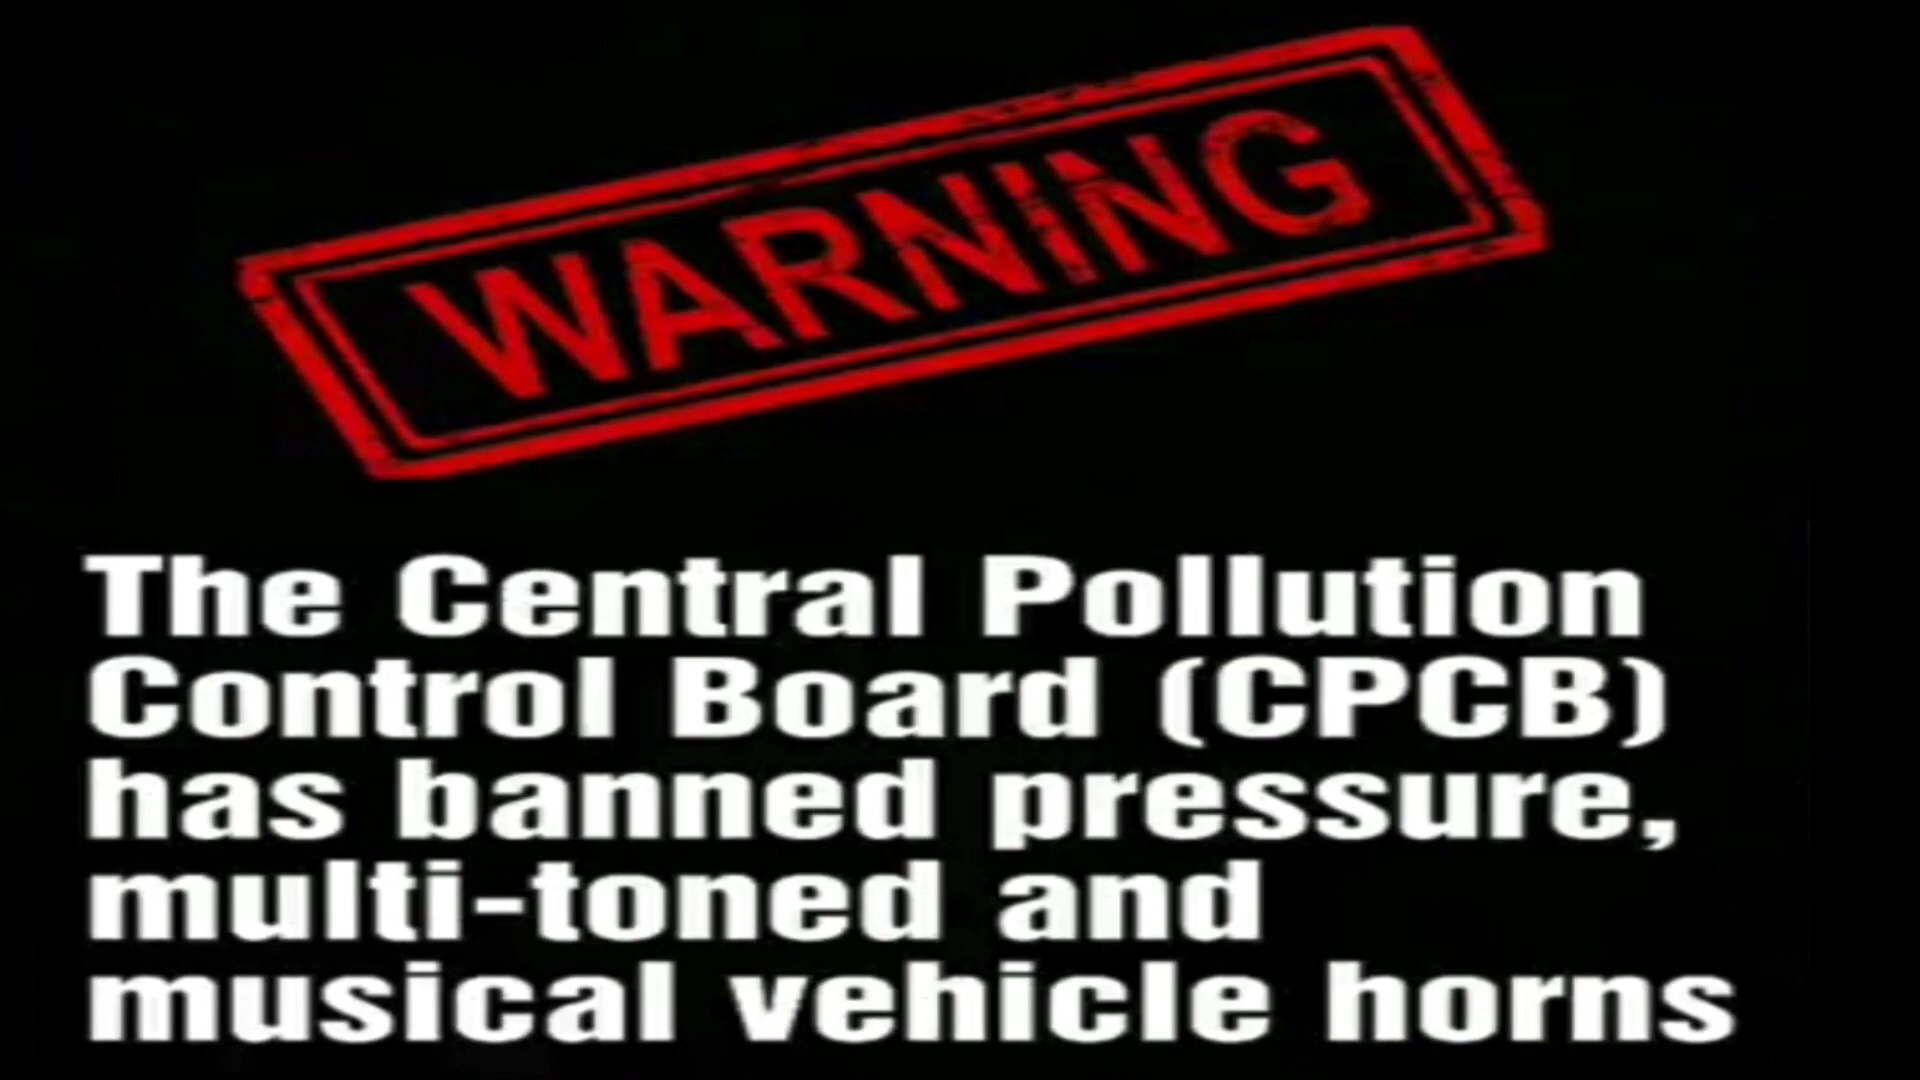 WARNING
The Central Pollution
Control Board (CPCB)
has banned pressure,
multi-toned and
musical vehicle horns